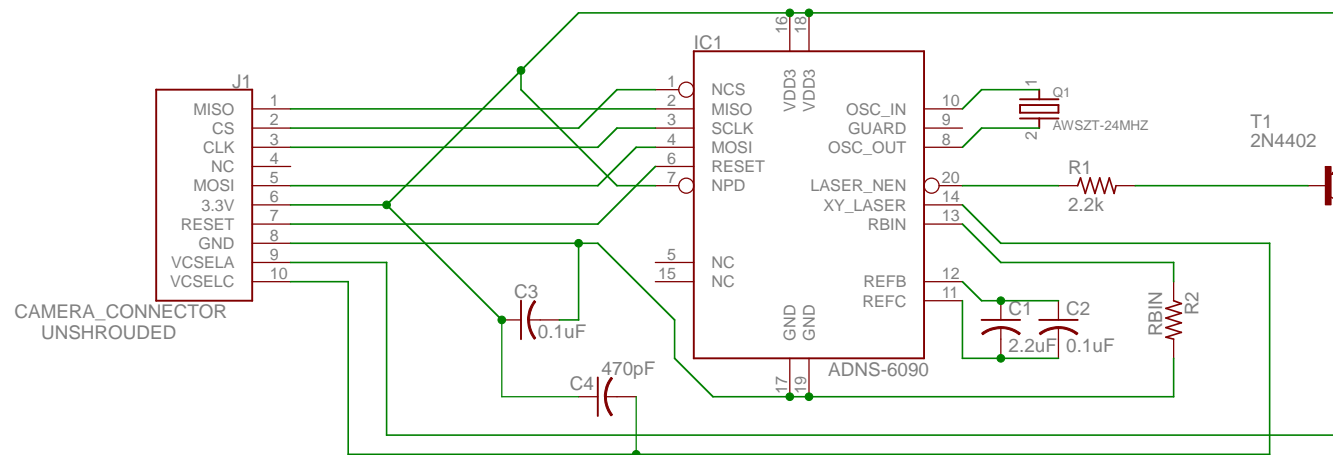 J1
MISO 1
CS 2
CLK 3
NC 4
MOSI 5
3.3V 6
RESET 7
GND 8
VCSELA 9
VCSELC 10
CAMERA_CONNECTOR
UNSHROUDED
C3
0.1uF
470pF
C4
IC1
16 18
VDD3 VDD3
1 NCS
2 MISO
3 SCLK
4 MOSI
6 RESET
7 NPD
5 NC
15 NC
OSC_IN 10
GUARD 9
OSC_OUT 8
LASER_NEN 20
XY_LASER 14
RBIN 13
REFB 12
REFC 11
GND GND
17 19
ADNS-6090
1
Q1
AWSZT-24MHZ
2
R1
2.2k
T1
2N4402
C1
2.2uF
C2
0.1uF
RBIN
R2